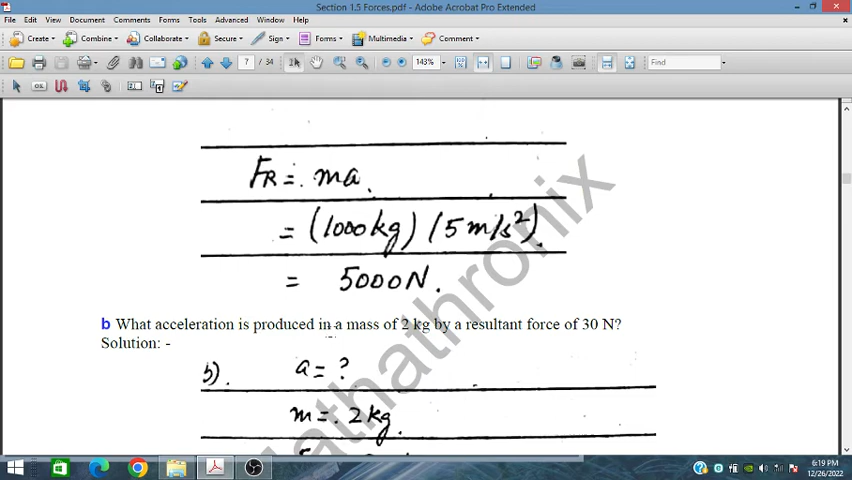 Section 1.5 Forces.pdf - Adobe Acrobat Pro Extended
File Edit View Document Comments Forms Tools Advanced Window Help
Create Combine Collaborate Secure Sign Forms Multimedia Comment
7 / 34 143% Find
FR = ma.
= (1000kg) (5 m/s²).
= 5000N.
b What acceleration is produced in a mass of 2 kg by a resultant force of 30 N?
Solution: -
b). a = ?
m = 2 kg.
mathathronix
6:19 PM
12/26/2022